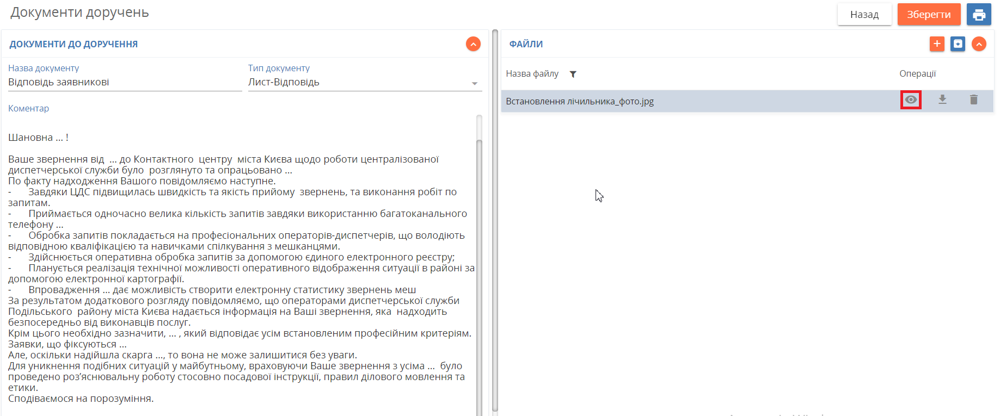 Документи доручень
Назад
Зберегти
ДОКУМЕНТИ ДО ДОРУЧЕННЯ
Назва документу
Тип документу
Відповідь заявникові
Лист-Відповідь
Коментар
Шановна ... !
Ваше звернення від  ... до Контактного  центру  міста Києва щодо роботи централізованої
диспетчерської служби було  розглянуто та опрацьовано ...
По факту надходження Вашого повідомляємо наступне.
-      Завдяки ЦДС підвищилась швидкість та якість прийому  звернень, та виконання робіт по
запитам.
-      Приймається одночасно велика кількість запитів завдяки використанню багатоканального
телефону ...
-      Обробка запитів покладається на професіональних операторів-диспетчерів, що володіють
відповідною кваліфікацією та навичками спілкування з мешканцями.
-      Здійснюється оперативна обробка запитів за допомогою єдиного електронного реєстру;
-      Планується реалізація технічної можливості оперативного відображення ситуації в районі за
допомогою електронної картографії.
-      Впровадження ... дає можливість створити електронну статистику звернень меш
За результатом додаткового розгляду повідомляємо, що операторами диспетчерської служби
Подільського  району міста Києва надається інформація на Ваші звернення, яка  надходить
безпосередньо від виконавців послуг.
Крім цього необхідно зазначити, ... , який відповідає усім встановленим професійним критеріям.
Заявки, що фіксуються ...
Але, оскільки надійшла скарга ..., то вона не може залишитися без уваги.
Для уникнення подібних ситуацій у майбутньому, враховуючи Ваше звернення з усіма ...  було
проведено роз’яснювальну роботу стосовно посадової інструкції, правил ділового мовлення та
етики.
Сподіваємося на порозуміння.
ФАЙЛИ
Назва файлу
Операції
Встановлення лічильника_фото.jpg